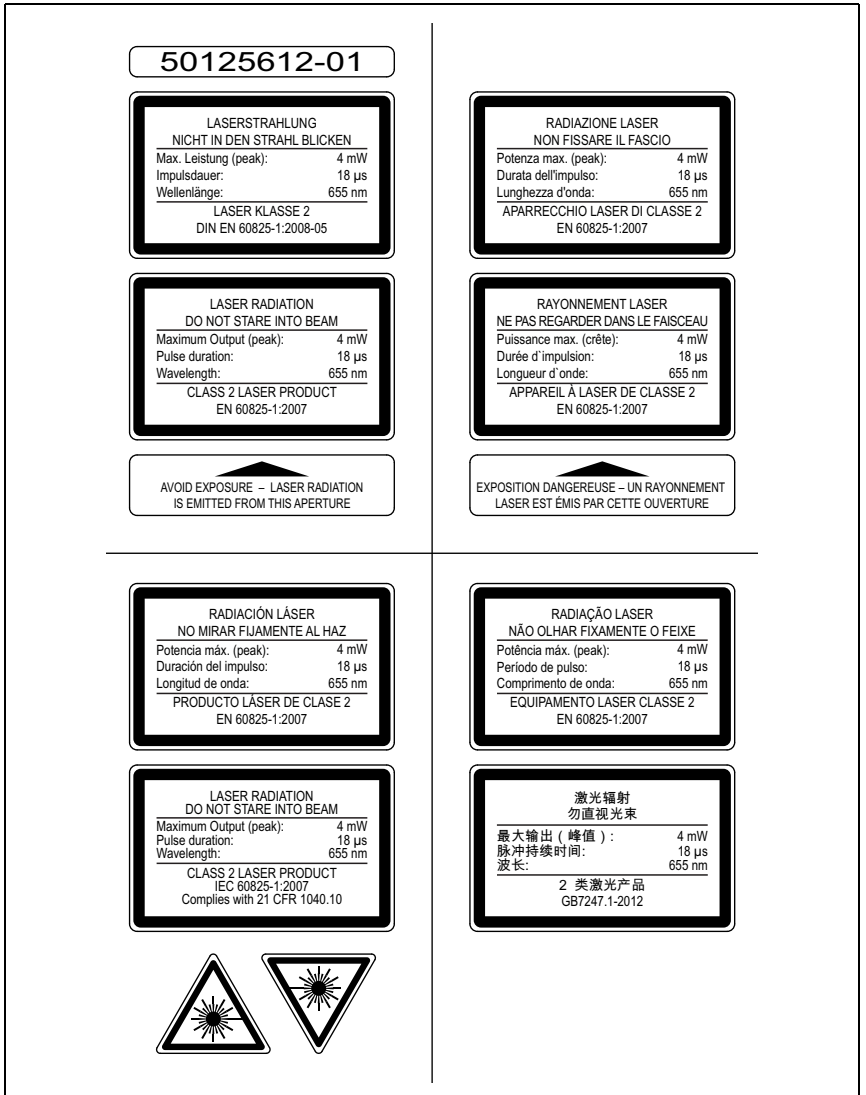 50125612-01
LASERSTRAHLUNG
NICHT IN DEN STRAHL BLICKEN
Max. Leistung (peak): 4 mW
Impulsdauer: 18 µs
Wellenlänge: 655 nm
LASER KLASSE 2
DIN EN 60825-1:2008-05
LASER RADIATION
DO NOT STARE INTO BEAM
Maximum Output (peak): 4 mW
Pulse duration: 18 µs
Wavelength: 655 nm
CLASS 2 LASER PRODUCT
EN 60825-1:2007
AVOID EXPOSURE – LASER RADIATION
IS EMITTED FROM THIS APERTURE
RADIAZIONE LASER
NON FISSARE IL FASCIO
Potenza max. (peak): 4 mW
Durata dell'impulso: 18 µs
Lunghezza d'onda: 655 nm
APARRECCHIO LASER DI CLASSE 2
EN 60825-1:2007
RAYONNEMENT LASER
NE PAS REGARDER DANS LE FAISCEAU
Puissance max. (crête): 4 mW
Durée d`impulsion: 18 µs
Longueur d`onde: 655 nm
APPAREIL À LASER DE CLASSE 2
EN 60825-1:2007
EXPOSITION DANGEREUSE – UN RAYONNEMENT
LASER EST ÉMIS PAR CETTE OUVERTURE
RADIACIÓN LÁSER
NO MIRAR FIJAMENTE AL HAZ
Potencia máx. (peak): 4 mW
Duración del impulso: 18 µs
Longitud de onda: 655 nm
PRODUCTO LÁSER DE CLASE 2
EN 60825-1:2007
LASER RADIATION
DO NOT STARE INTO BEAM
Maximum Output (peak): 4 mW
Pulse duration: 18 µs
Wavelength: 655 nm
CLASS 2 LASER PRODUCT
IEC 60825-1:2007
Complies with 21 CFR 1040.10
RADIAÇÃO LASER
NÃO OLHAR FIXAMENTE O FEIXE
Potência máx. (peak): 4 mW
Período de pulso: 18 µs
Comprimento de onda: 655 nm
EQUIPAMENTO LASER CLASSE 2
EN 60825-1:2007
激光辐射
勿直视光束
最大输出（峰值）: 4 mW
脉冲持续时间: 18 µs
波长: 655 nm
2 类激光产品
GB7247.1-2012